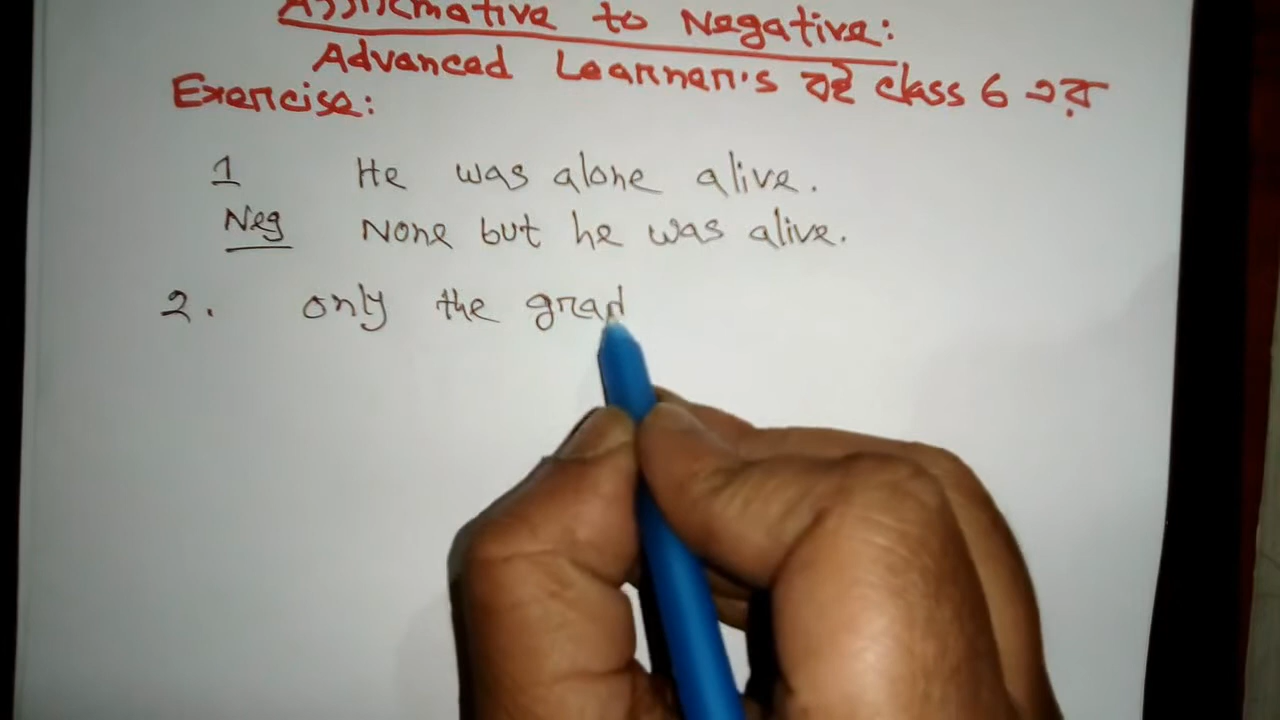 Affirmative to Negative:
Advanced Learner's বই class 6 এর
Exercise:
1 He was alone alive.
Neg None but he was alive.
2. only the grad